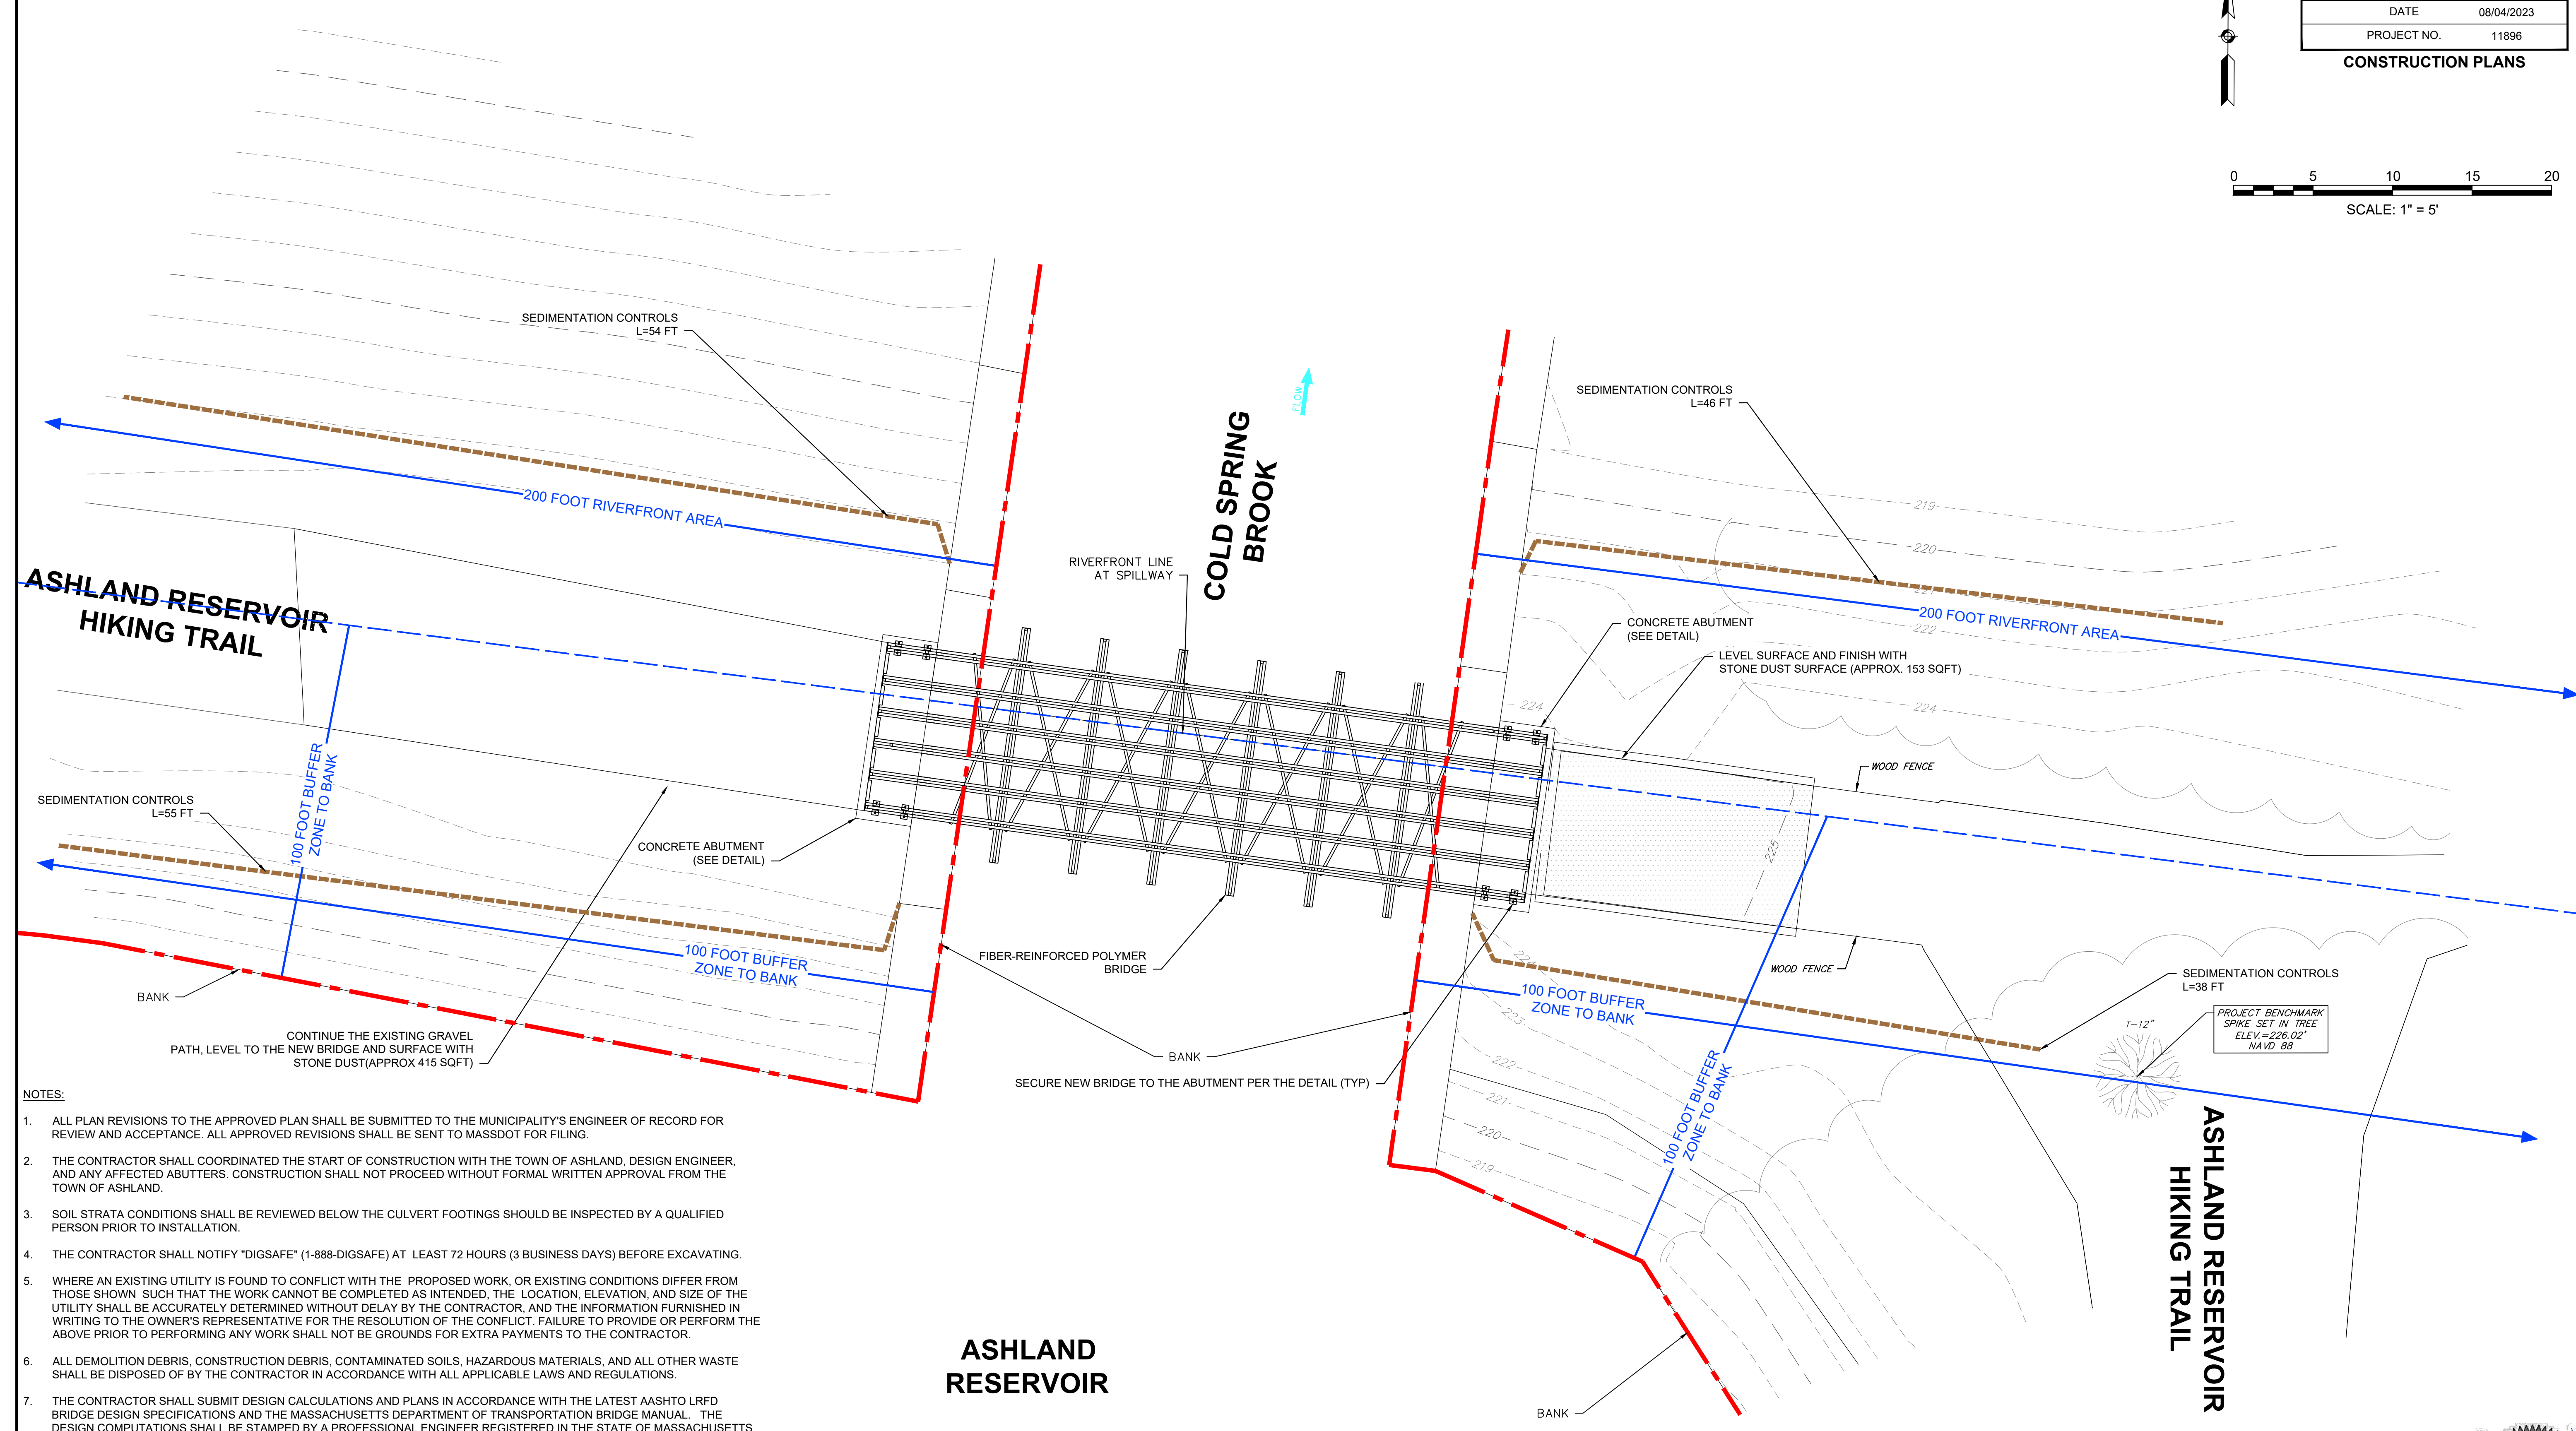 DATE 08/04/2023
PROJECT NO. 11896
CONSTRUCTION PLANS
0 5 10 15 20
SCALE: 1" = 5'
SEDIMENTATION CONTROLS
L=54 FT
FLOW
COLD SPRING
BROOK
SEDIMENTATION CONTROLS
L=46 FT
200 FOOT RIVERFRONT AREA
219
220
221
200 FOOT RIVERFRONT AREA
222
224
224
RIVERFRONT LINE
AT SPILLWAY
ASHLAND RESERVOIR
HIKING TRAIL
CONCRETE ABUTMENT
(SEE DETAIL)
LEVEL SURFACE AND FINISH WITH
STONE DUST SURFACE (APPROX. 153 SQFT)
WOOD FENCE
225
100 FOOT BUFFER
ZONE TO BANK
SEDIMENTATION CONTROLS
L=55 FT
CONCRETE ABUTMENT
(SEE DETAIL)
100 FOOT BUFFER
ZONE TO BANK
FIBER-REINFORCED POLYMER
BRIDGE
WOOD FENCE
224
100 FOOT BUFFER
ZONE TO BANK
SEDIMENTATION CONTROLS
L=38 FT
BANK
PROJECT BENCHMARK
SPIKE SET IN TREE
ELEV.=226.02'
NAVD 88
T-12"
223
222
221
220
219
100 FOOT BUFFER
ZONE TO BANK
CONTINUE THE EXISTING GRAVEL
PATH, LEVEL TO THE NEW BRIDGE AND SURFACE WITH
STONE DUST(APPROX 415 SQFT)
BANK
SECURE NEW BRIDGE TO THE ABUTMENT PER THE DETAIL (TYP)
ASHLAND RESERVOIR
HIKING TRAIL
ASHLAND
RESERVOIR
BANK
NOTES:
1. ALL PLAN REVISIONS TO THE APPROVED PLAN SHALL BE SUBMITTED TO THE MUNICIPALITY'S ENGINEER OF RECORD FOR
REVIEW AND ACCEPTANCE. ALL APPROVED REVISIONS SHALL BE SENT TO MASSDOT FOR FILING.
2. THE CONTRACTOR SHALL COORDINATED THE START OF CONSTRUCTION WITH THE TOWN OF ASHLAND, DESIGN ENGINEER,
AND ANY AFFECTED ABUTTERS. CONSTRUCTION SHALL NOT PROCEED WITHOUT FORMAL WRITTEN APPROVAL FROM THE
TOWN OF ASHLAND.
3. SOIL STRATA CONDITIONS SHALL BE REVIEWED BELOW THE CULVERT FOOTINGS SHOULD BE INSPECTED BY A QUALIFIED
PERSON PRIOR TO INSTALLATION.
4. THE CONTRACTOR SHALL NOTIFY "DIGSAFE" (1-888-DIGSAFE) AT LEAST 72 HOURS (3 BUSINESS DAYS) BEFORE EXCAVATING.
5. WHERE AN EXISTING UTILITY IS FOUND TO CONFLICT WITH THE PROPOSED WORK, OR EXISTING CONDITIONS DIFFER FROM
THOSE SHOWN SUCH THAT THE WORK CANNOT BE COMPLETED AS INTENDED, THE LOCATION, ELEVATION, AND SIZE OF THE
UTILITY SHALL BE ACCURATELY DETERMINED WITHOUT DELAY BY THE CONTRACTOR, AND THE INFORMATION FURNISHED IN
WRITING TO THE OWNER'S REPRESENTATIVE FOR THE RESOLUTION OF THE CONFLICT. FAILURE TO PROVIDE OR PERFORM THE
ABOVE PRIOR TO PERFORMING ANY WORK SHALL NOT BE GROUNDS FOR EXTRA PAYMENTS TO THE CONTRACTOR.
6. ALL DEMOLITION DEBRIS, CONSTRUCTION DEBRIS, CONTAMINATED SOILS, HAZARDOUS MATERIALS, AND ALL OTHER WASTE
SHALL BE DISPOSED OF BY THE CONTRACTOR IN ACCORDANCE WITH ALL APPLICABLE LAWS AND REGULATIONS.
7. THE CONTRACTOR SHALL SUBMIT DESIGN CALCULATIONS AND PLANS IN ACCORDANCE WITH THE LATEST AASHTO LRFD
BRIDGE DESIGN SPECIFICATIONS AND THE MASSACHUSETTS DEPARTMENT OF TRANSPORTATION BRIDGE MANUAL. THE
DESIGN COMPUTATIONS SHALL BE STAMPED BY A PROFESSIONAL ENGINEER REGISTERED IN THE STATE OF MASSACHUSETTS